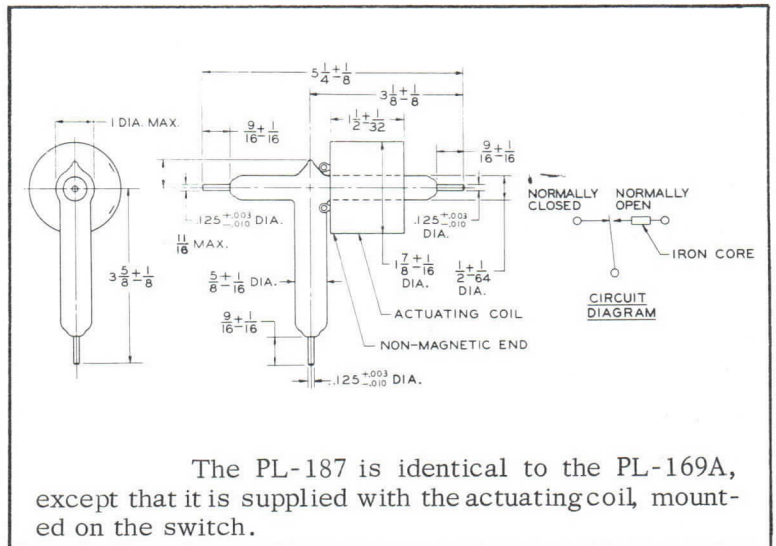 5 1/4 ± 1/8
3 1/8 ± 1/8
1 DIA. MAX.
9/16 ± 1/16
1 1/2 ± 1/32
9/16 ± 1/16
NORMALLY CLOSED
NORMALLY OPEN
.125 +.003 -.010 DIA.
.125 +.003 -.010 DIA.
11/16 MAX.
IRON CORE
3 5/8 ± 1/8
5/8 ± 1/16 DIA.
1 7/8 ± 1/16 DIA.
1/2 ± 1/64 DIA.
CIRCUIT DIAGRAM
9/16 ± 1/16
ACTUATING COIL
NON-MAGNETIC END
.125 +.003 -.010 DIA.
The PL-187 is identical to the PL-169A,
except that it is supplied with the actuating coil, mount-
ed on the switch.